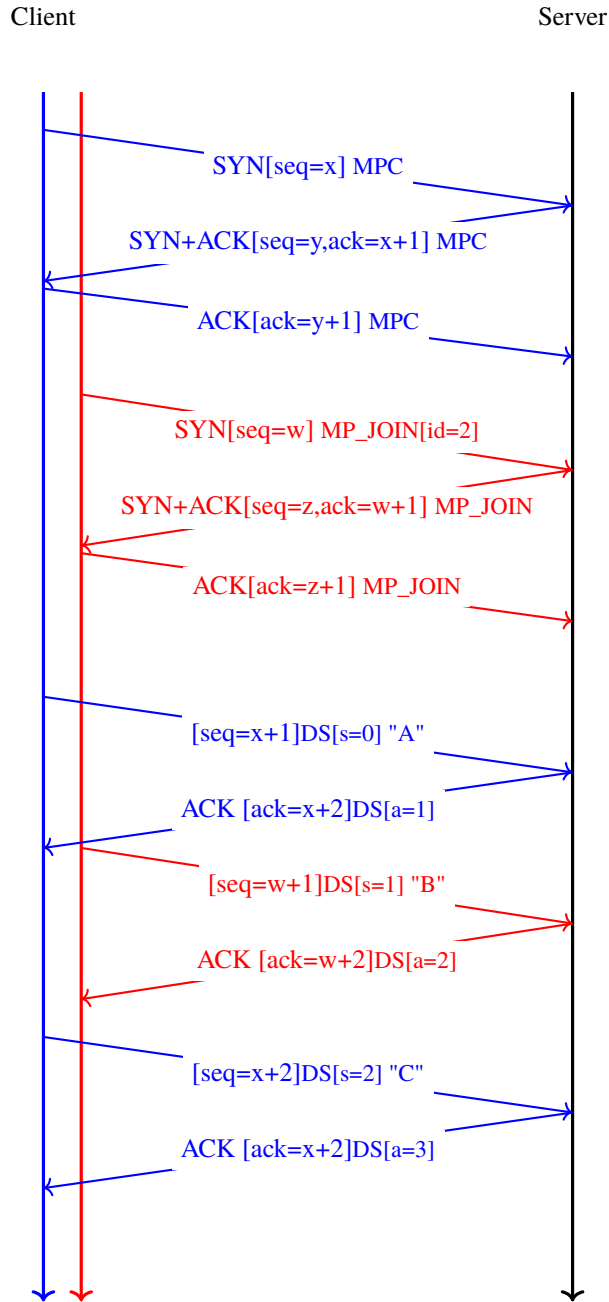 Client Server
SYN[seq=x] MPC
SYN+ACK[seq=y,ack=x+1] MPC
ACK[ack=y+1] MPC
SYN[seq=w] MP_JOIN[id=2]
SYN+ACK[seq=z,ack=w+1] MP_JOIN
ACK[ack=z+1] MP_JOIN
[seq=x+1]DS[s=0] "A"
ACK [ack=x+2]DS[a=1]
[seq=w+1]DS[s=1] "B"
ACK [ack=w+2]DS[a=2]
[seq=x+2]DS[s=2] "C"
ACK [ack=x+2]DS[a=3]